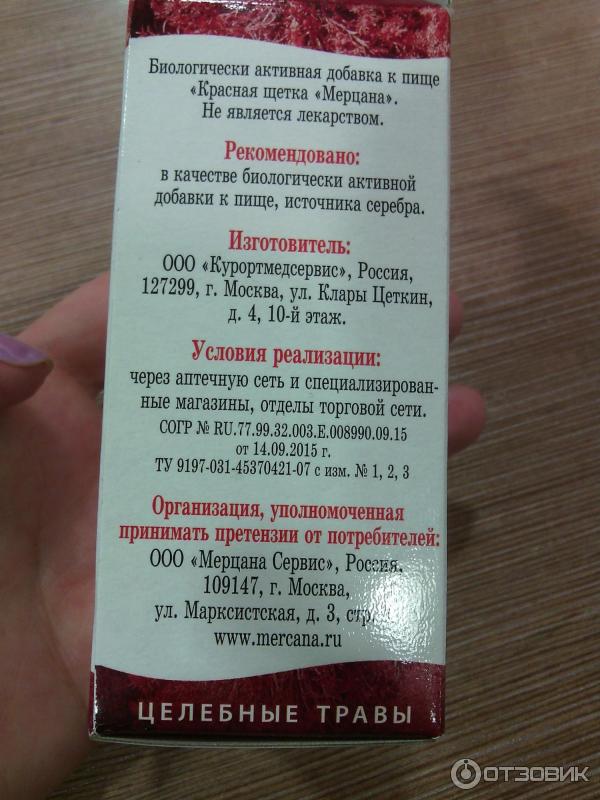 Биологически активная добавка к пище
«Красная щетка «Мерцана».
Не является лекарством.
Рекомендовано:
в качестве биологически активной
добавки к пище, источника серебра.
Изготовитель:
ООО «Курортмедсервис», Россия,
127299, г. Москва, ул. Клары Цеткин,
д. 4, 10-й этаж.
Условия реализации:
через аптечную сеть и специализирован-
ные магазины, отделы торговой сети.
СОГР № RU.77.99.32.003.Е.008990.09.15
от 14.09.2015 г.
ТУ 9197-031-45370421-07 с изм. № 1, 2, 3
Организация, уполномоченная
принимать претензии от потребителей:
ООО «Мерцана Сервис», Россия,
109147, г. Москва,
ул. Марксистская, д. 3, стр.
www.mercana.ru
ЦЕЛЕБНЫЕ ТРАВЫ
ОТЗОВИК